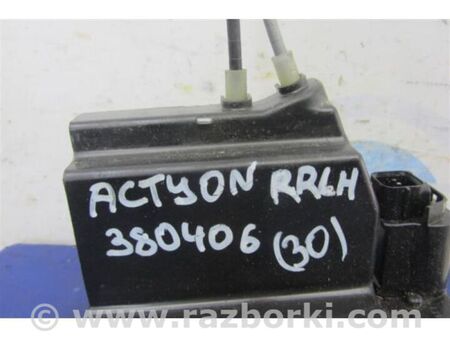 ACTYON RRLH
380406 (30)
www.razborki.com